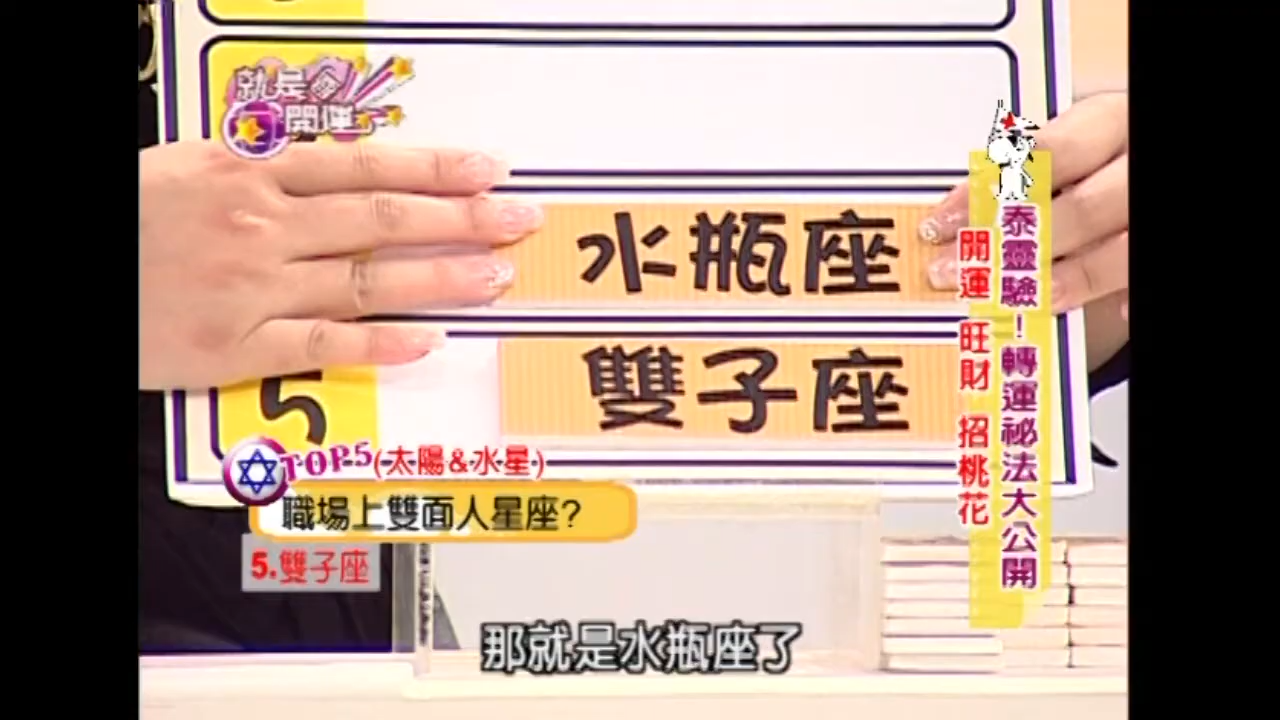 就是命
開運
水瓶座
5
雙子座
TOP5(太陽&水星)
職場上雙面人星座?
5.雙子座
那就是水瓶座了
泰靈驗!轉運祕法大公開
開運 旺財 招桃花